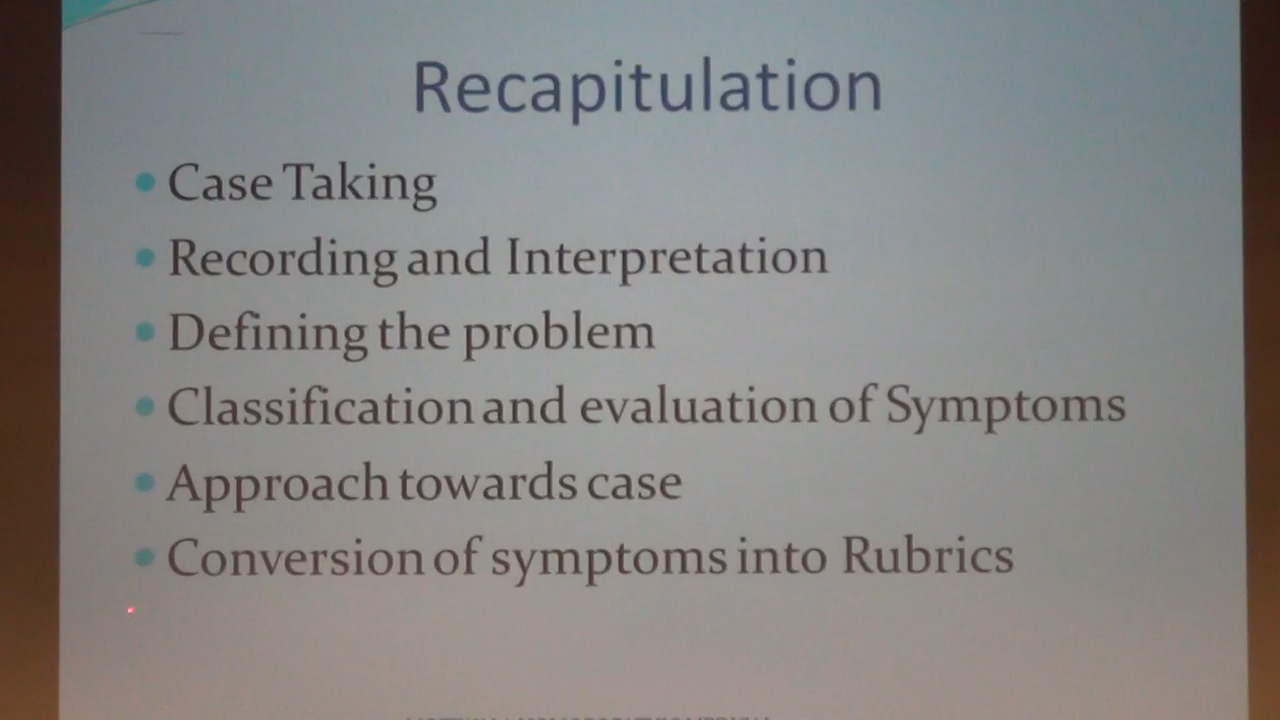 Recapitulation
Case Taking
Recording and Interpretation
Defining the problem
Classification and evaluation of Symptoms
Approach towards case
Conversion of symptoms into Rubrics